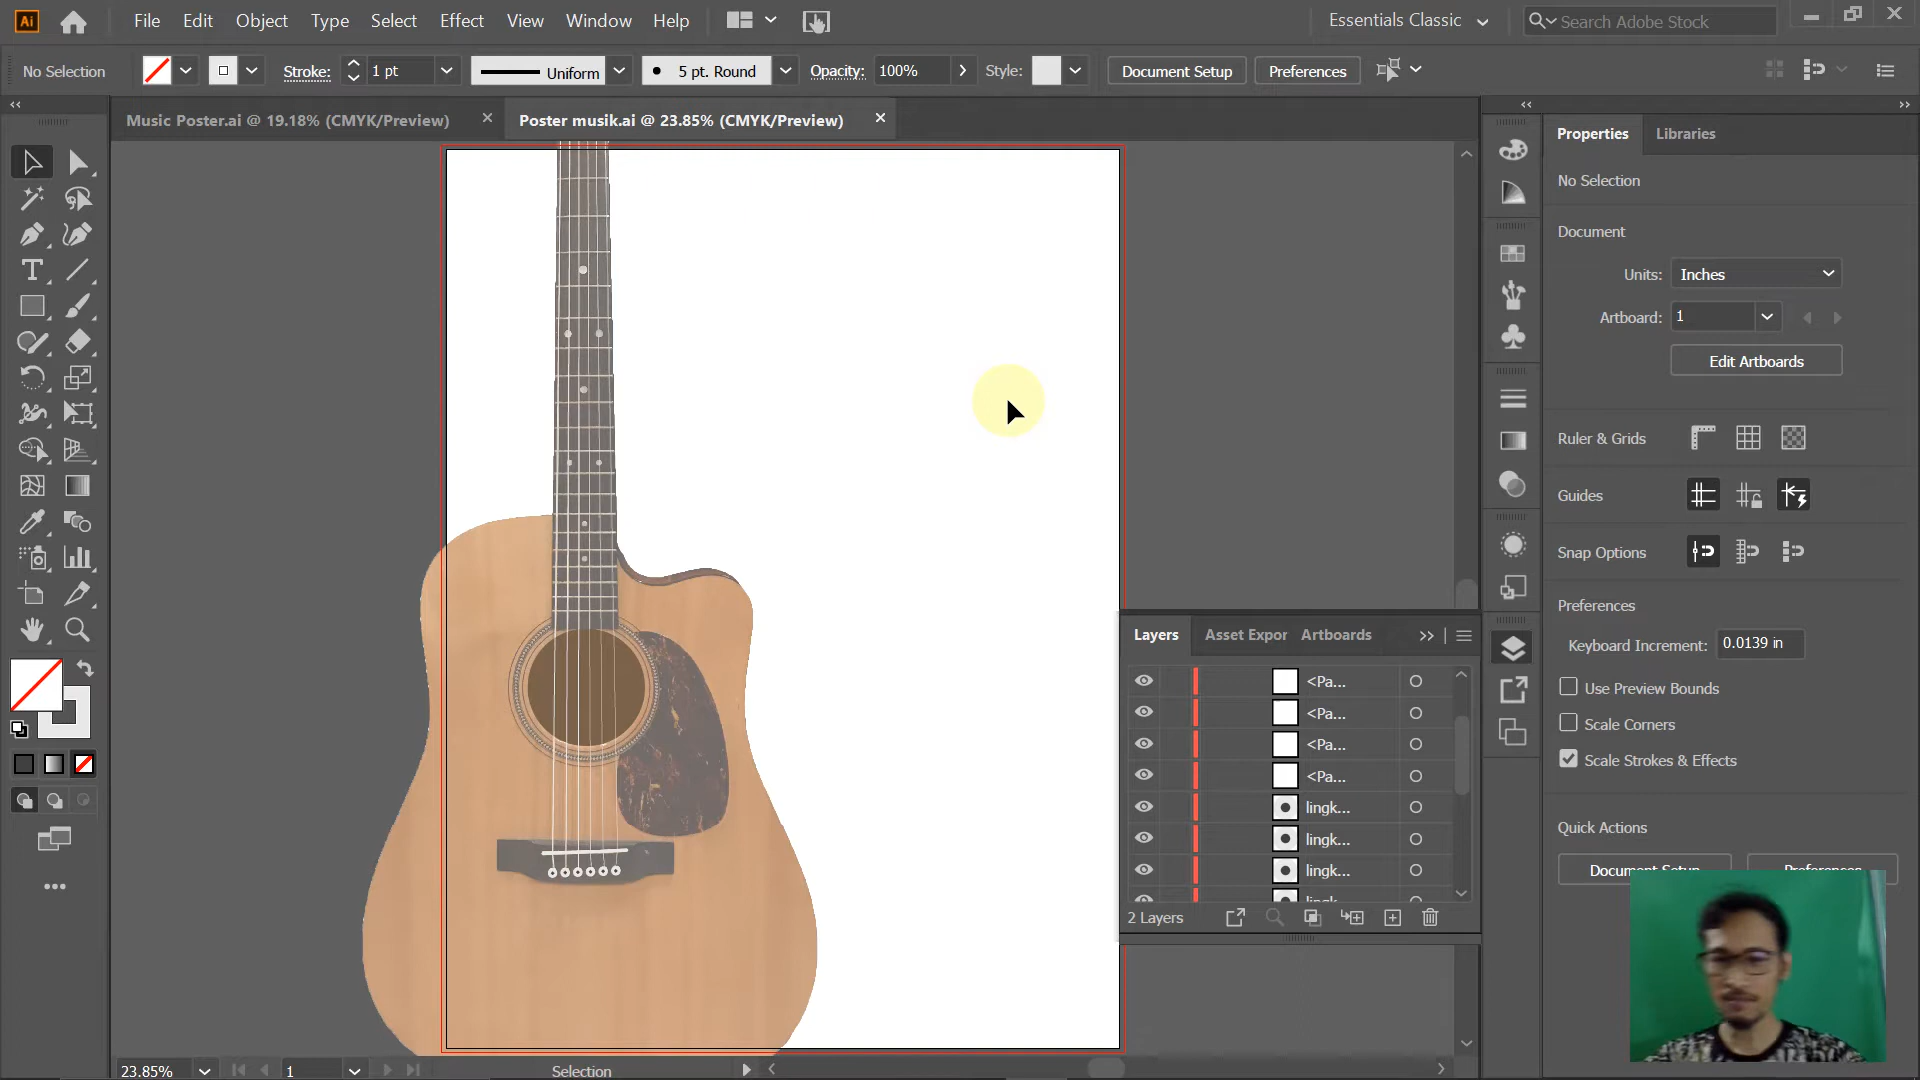 Ai File Edit Object Type Select Effect View Window Help Essentials Classic Search Adobe Stock
No Selection Stroke: 1 pt Uniform 5 pt. Round Opacity: 100% Style: Document Setup Preferences
Music Poster.ai @ 19.18% (CMYK/Preview) Poster musik.ai @ 23.85% (CMYK/Preview)
Properties Libraries
No Selection
Document
Units: Inches
Artboard: 1
Edit Artboards
Ruler & Grids
Guides
Snap Options
Preferences
Keyboard Increment: 0.0139 in
Use Preview Bounds
Scale Corners
Scale Strokes & Effects
Quick Actions
Document Setup Preferences
Layers Asset Expor Artboards
<Pa...
<Pa...
<Pa...
<Pa...
lingk...
lingk...
lingk...
lingk...
2 Layers
23.85% 1 Selection